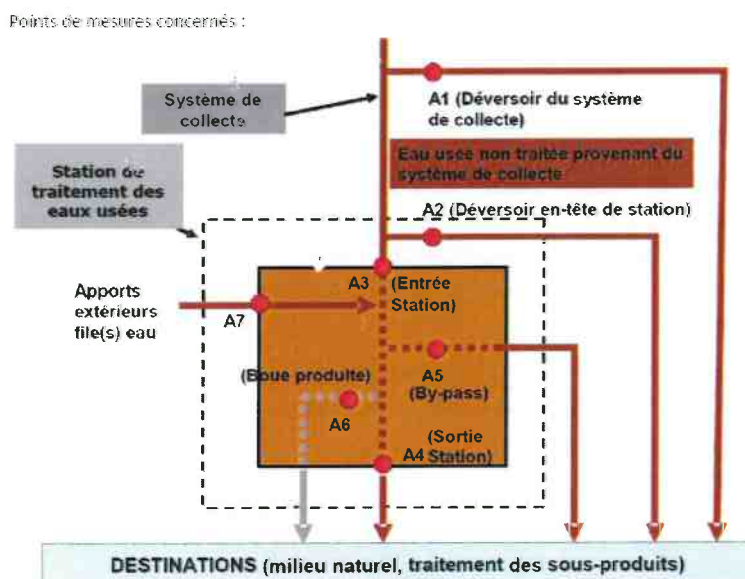 Points de mesures concernés :
Système de
collecte
A1 (Déversoir du système
de collecte)
Station de
traitement des
eaux usées
Eau usée non traitée provenant du
système de collecte
A2 (Déversoir en-tête de station)
A3
(Entrée
Station)
Apports
extérieurs
file(s) eau
A7
(Boue produite)
A5
(By-pass)
A6
(Sortie
Station)
A4
DESTINATIONS (milieu naturel, traitement des sous-produits)